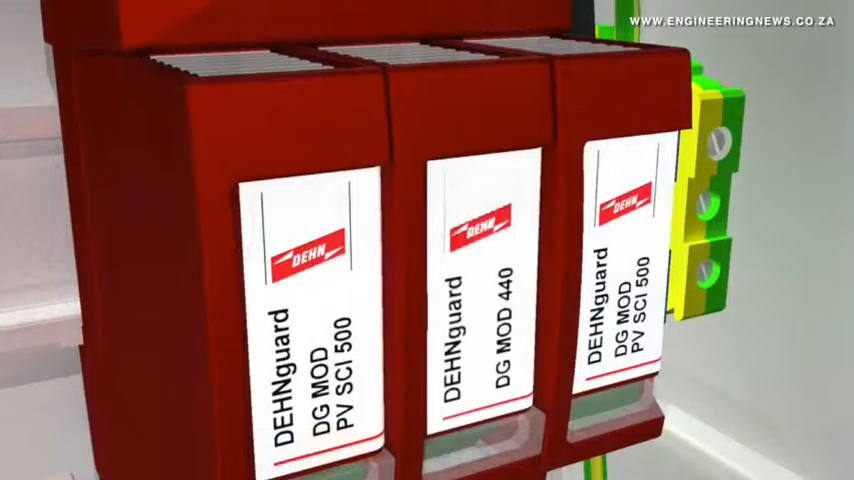 WWW.ENGINEERINGNEWS.CO.ZA
DEHN
DEHNguard
DG MOD
PV SCI 500
DEHN
DEHNguard
DG MOD 440
DEHN
DEHNguard
DG MOD
PV SCI 500